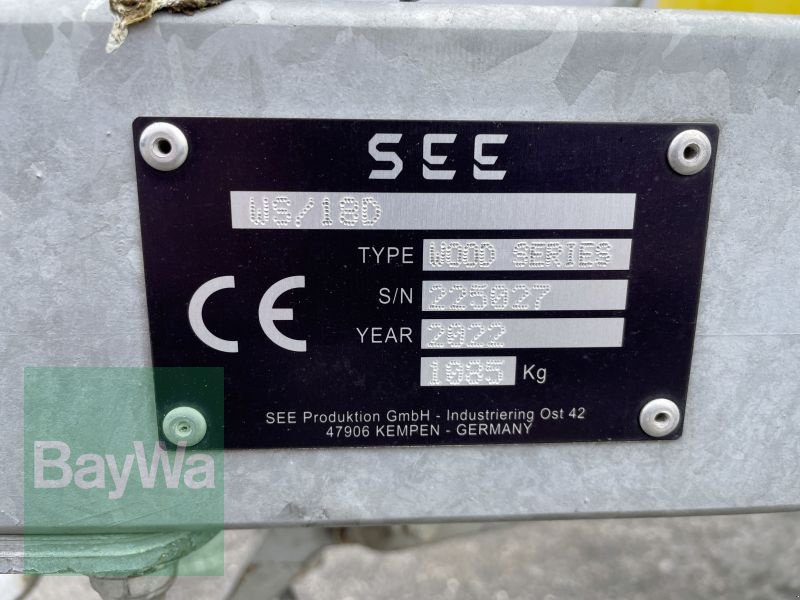 SEE
WS/18D
TYPE WOOD SERIES
S/N 225027
YEAR 2022
1085 Kg
CE
SEE Produktion GmbH - Industriering Ost 42
47906 KEMPEN - GERMANY
BayWa